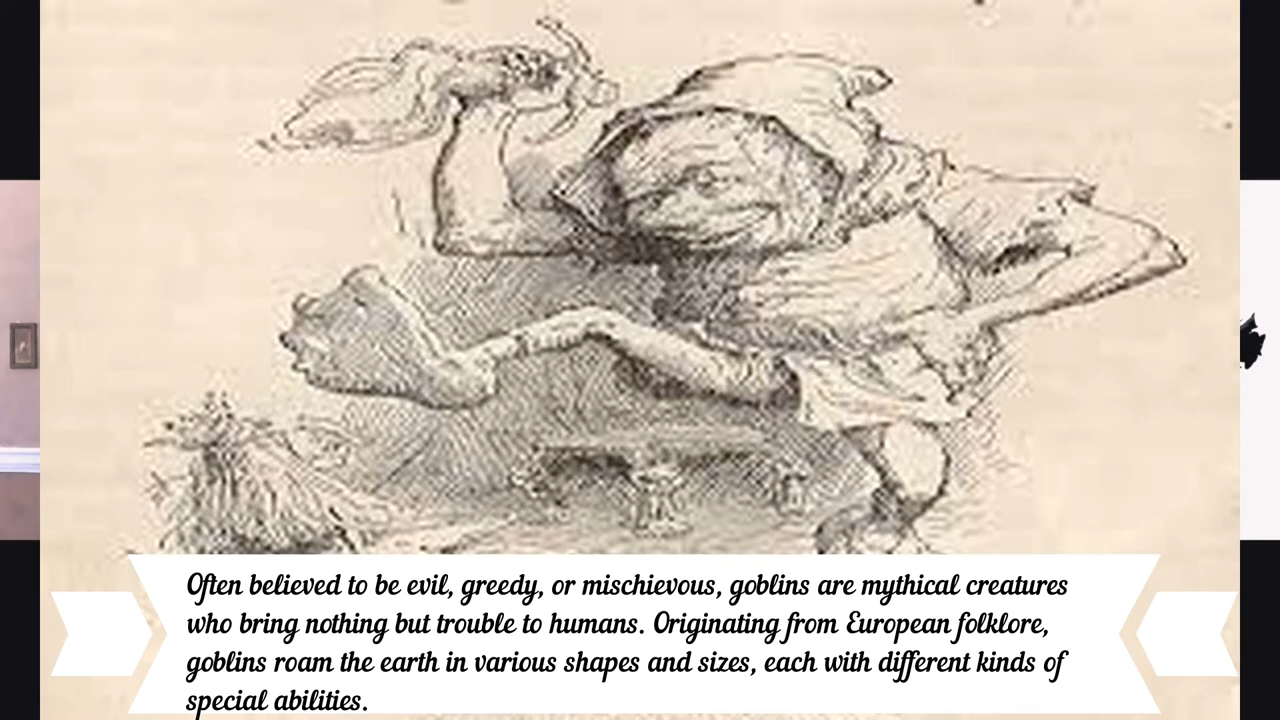 Often believed to be evil, greedy, or mischievous, goblins are mythical creatures
who bring nothing but trouble to humans. Originating from European folklore,
goblins roam the earth in various shapes and sizes, each with different kinds of
special abilities.